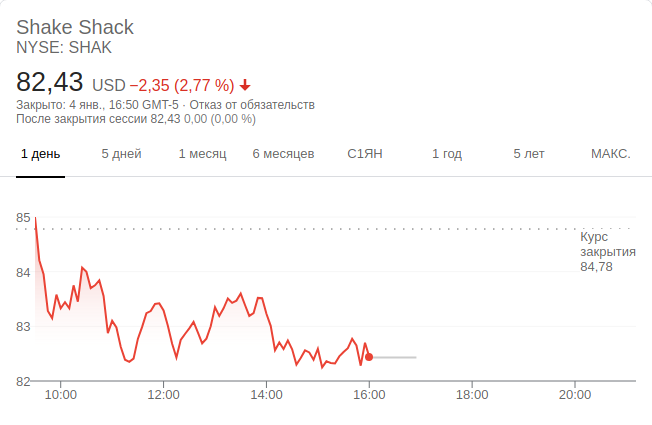 Shake Shack
NYSE: SHAK
82,43 USD −2,35 (2,77 %)
Закрыто: 4 янв., 16:50 GMT-5 · Отказ от обязательств
После закрытия сессии 82,43 0,00 (0,00 %)
1 день 5 дней 1 месяц 6 месяцев С1ЯН 1 год 5 лет МАКС.
85
Курс
закрытия
84,78
84
83
82
10:00 12:00 14:00 16:00 18:00 20:00